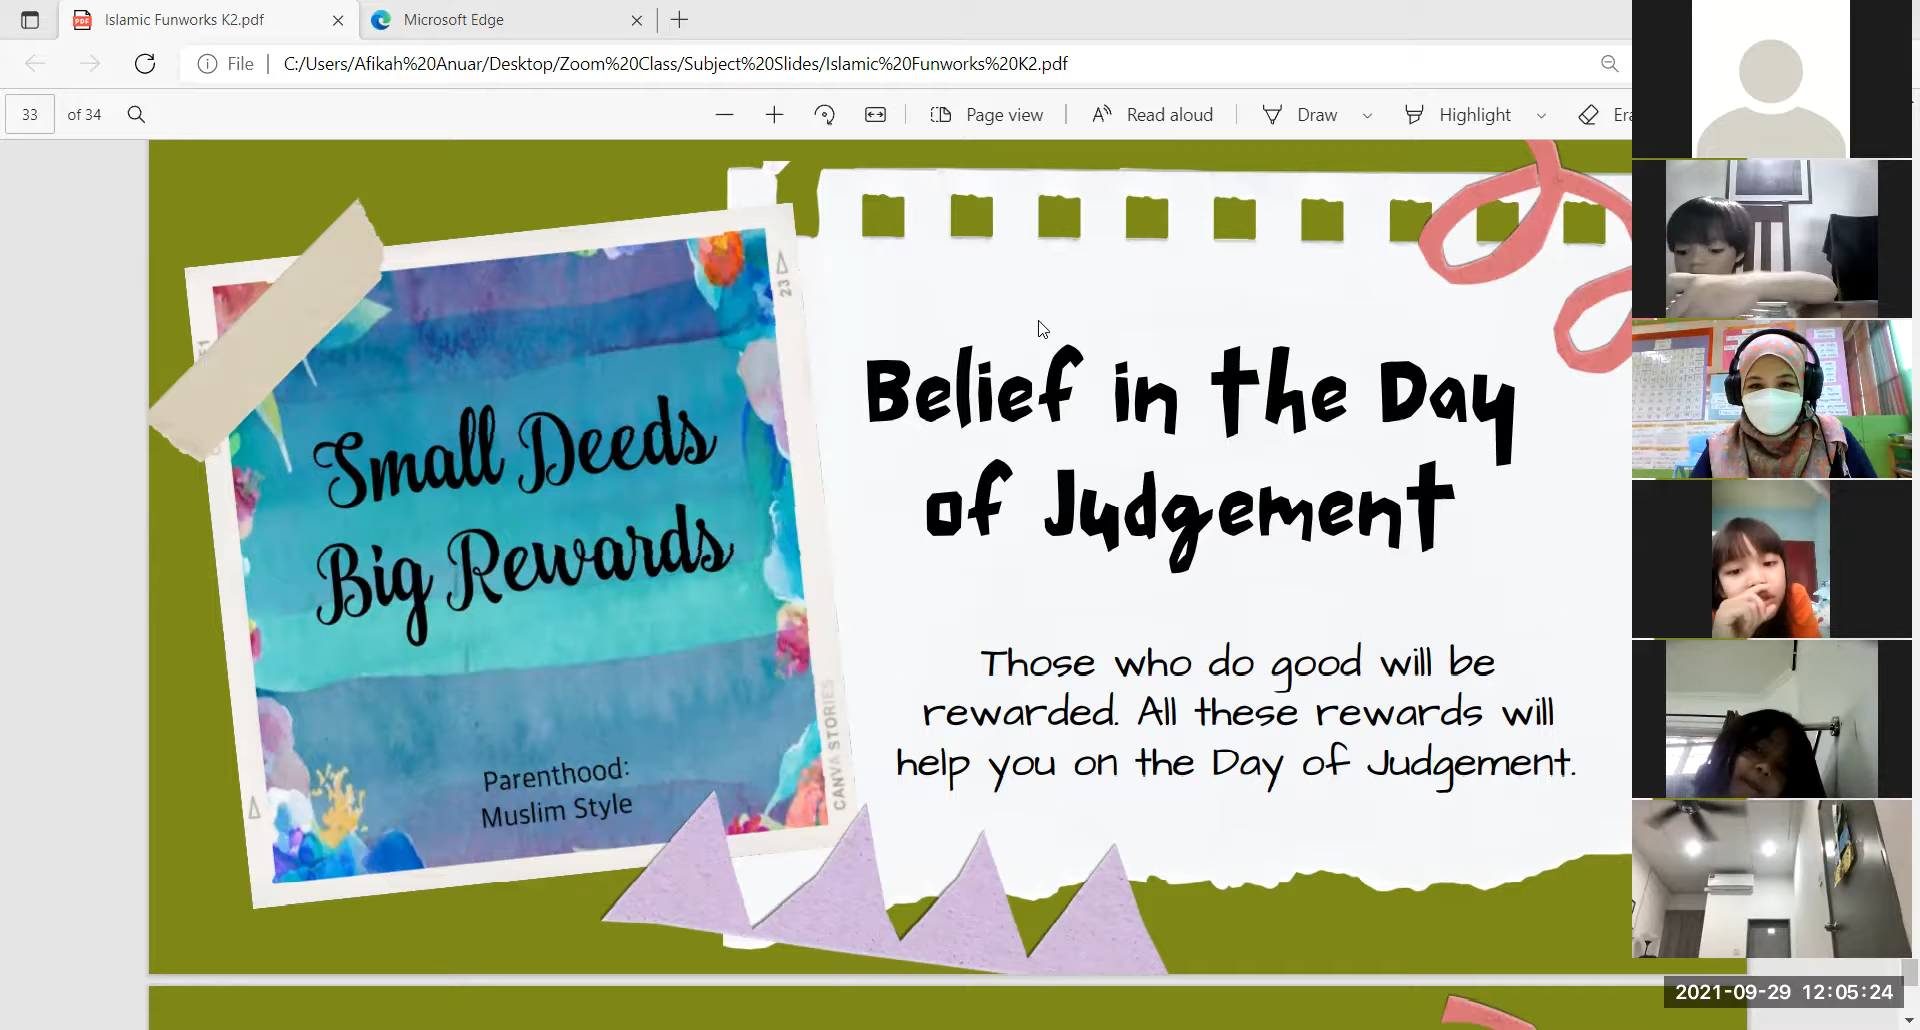 Islamic Funworks K2.pdf
Microsoft Edge
File
C:/Users/Afikah%20Anuar/Desktop/Zoom%20Class/Subject%20Slides/Islamic%20Funworks%20K2.pdf
33 of 34
Page view
Read aloud
Draw
Highlight
Era
23
Small Deeds
Big Rewards
Parenthood:
Muslim Style
CANVA STORIES
Belief in the Day
of Judgement
Those who do good will be
rewarded. All these rewards will
help you on the Day of Judgement.
2021-09-29 12:05:24